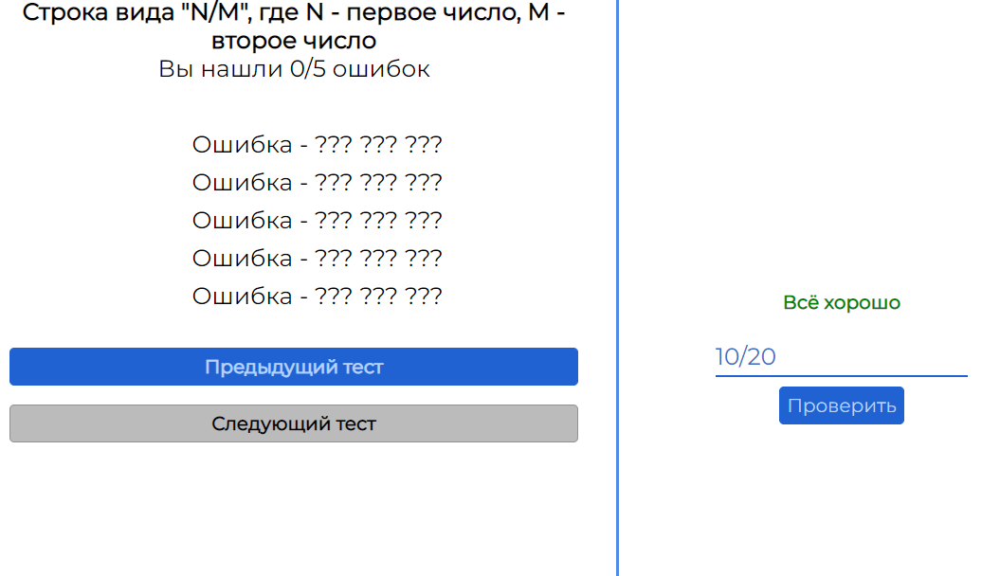 Строка вида "N/M", где N - первое число, M -
второе число
Вы нашли 0/5 ошибок
Ошибка - ??? ??? ???
Ошибка - ??? ??? ???
Ошибка - ??? ??? ???
Ошибка - ??? ??? ???
Ошибка - ??? ??? ???
Предыдущий тест
Следующий тест
Всё хорошо
10/20
Проверить